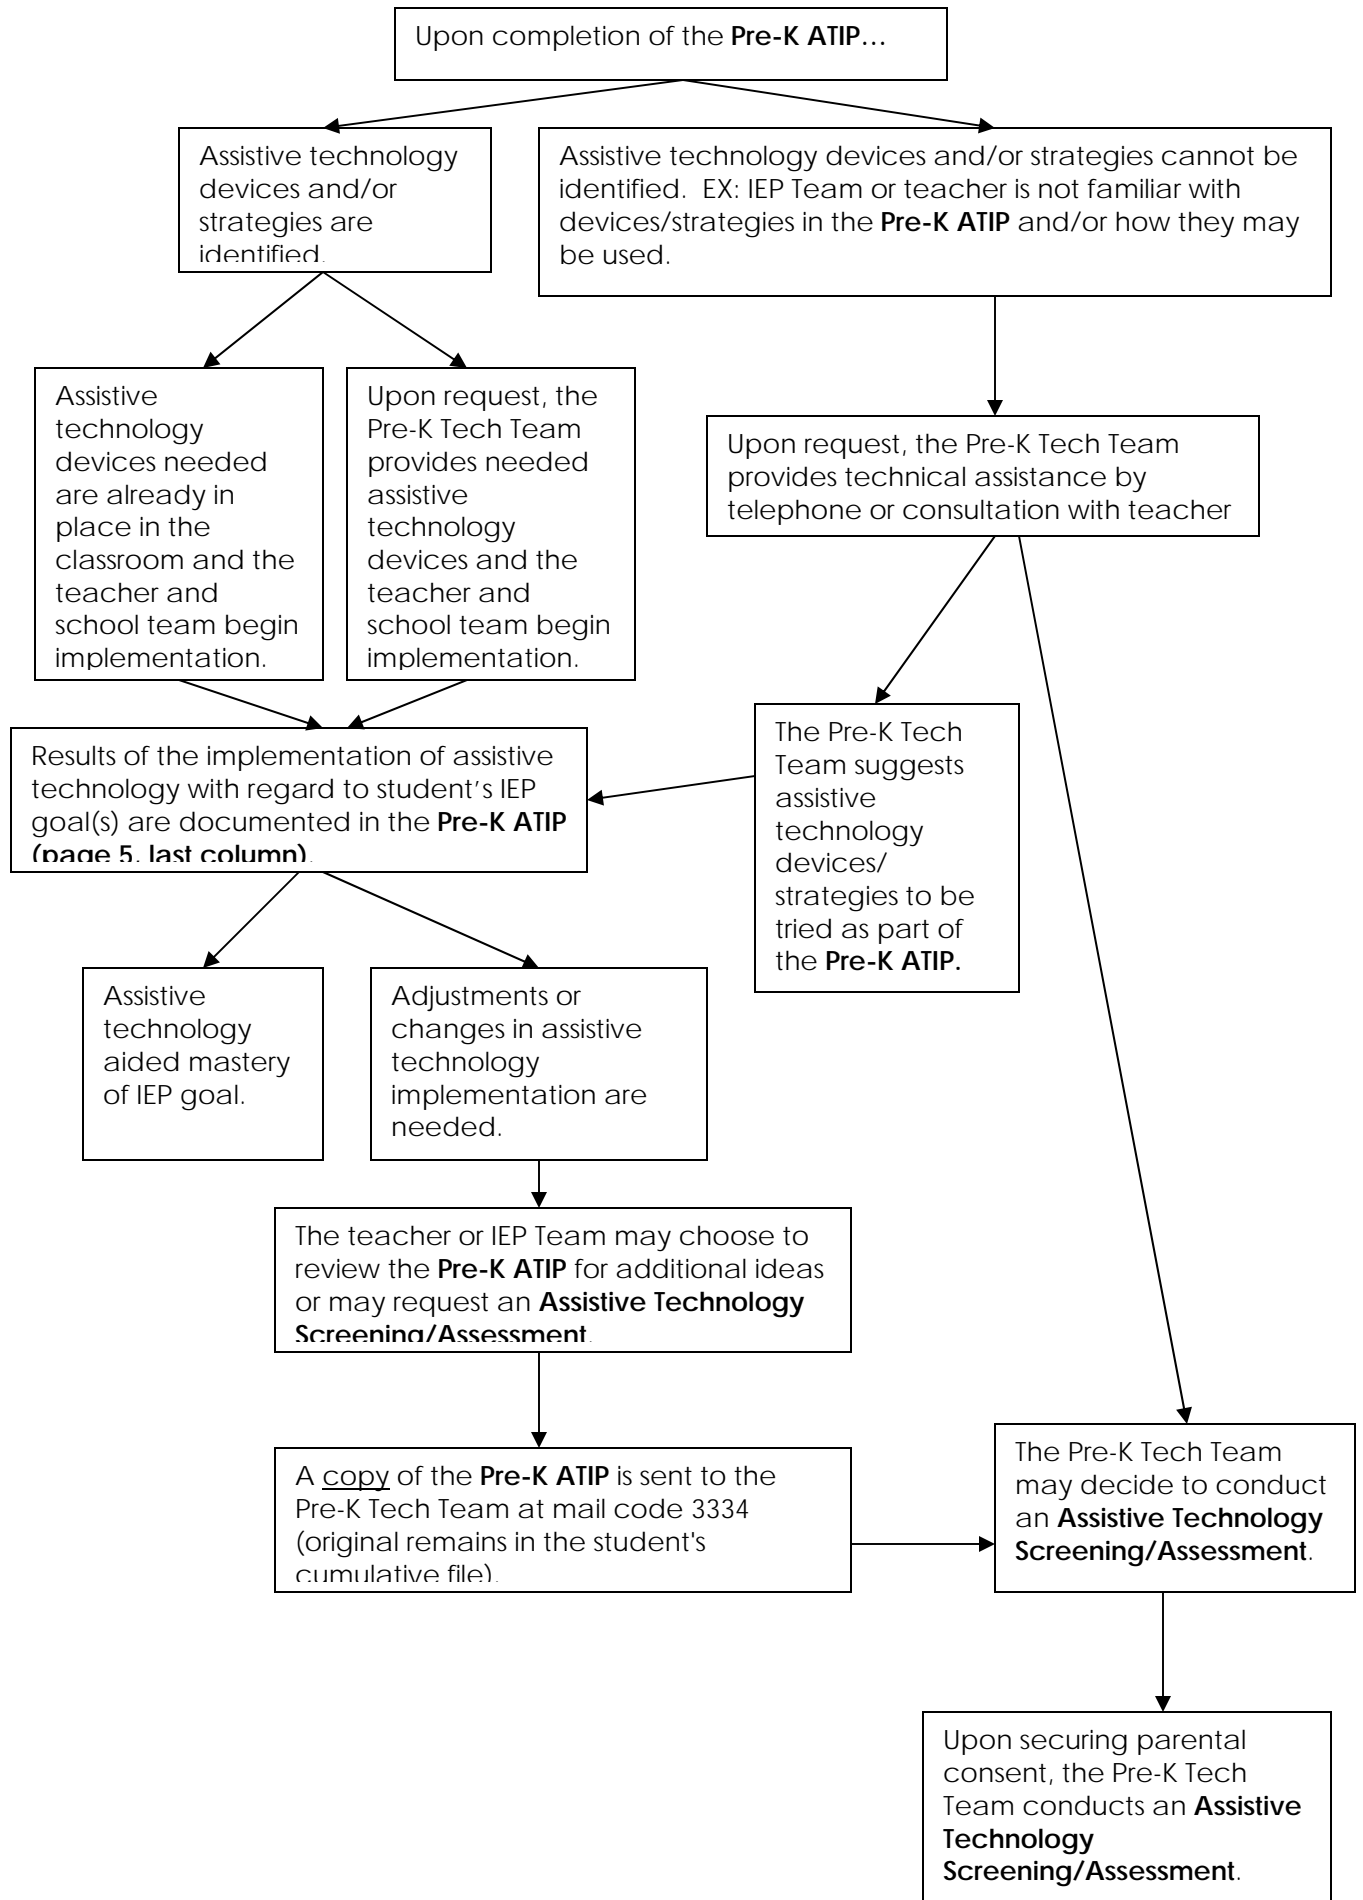 Upon completion of the Pre-K ATIP...
Assistive technology
devices and/or
strategies are
identified.
Assistive technology devices and/or strategies cannot be
identified.  EX: IEP Team or teacher is not familiar with
devices/strategies in the Pre-K ATIP and/or how they may
be used.
Assistive
technology
devices needed
are already in
place in the
classroom and the
teacher and
school team begin
implementation.
Upon request, the
Pre-K Tech Team
provides needed
assistive
technology
devices and the
teacher and
school team begin
implementation.
Upon request, the Pre-K Tech Team
provides technical assistance by
telephone or consultation with teacher
Results of the implementation of assistive
technology with regard to student’s IEP
goal(s) are documented in the Pre-K ATIP
(page 5, last column).
The Pre-K Tech
Team suggests
assistive
technology
devices/
strategies to be
tried as part of
the Pre-K ATIP.
Assistive
technology
aided mastery
of IEP goal.
Adjustments or
changes in assistive
technology
implementation are
needed.
The teacher or IEP Team may choose to
review the Pre-K ATIP for additional ideas
or may request an Assistive Technology
Screening/Assessment.
A copy of the Pre-K ATIP is sent to the
Pre-K Tech Team at mail code 3334
(original remains in the student's
cumulative file).
The Pre-K Tech Team
may decide to conduct
an Assistive Technology
Screening/Assessment.
Upon securing parental
consent, the Pre-K Tech
Team conducts an Assistive
Technology
Screening/Assessment.